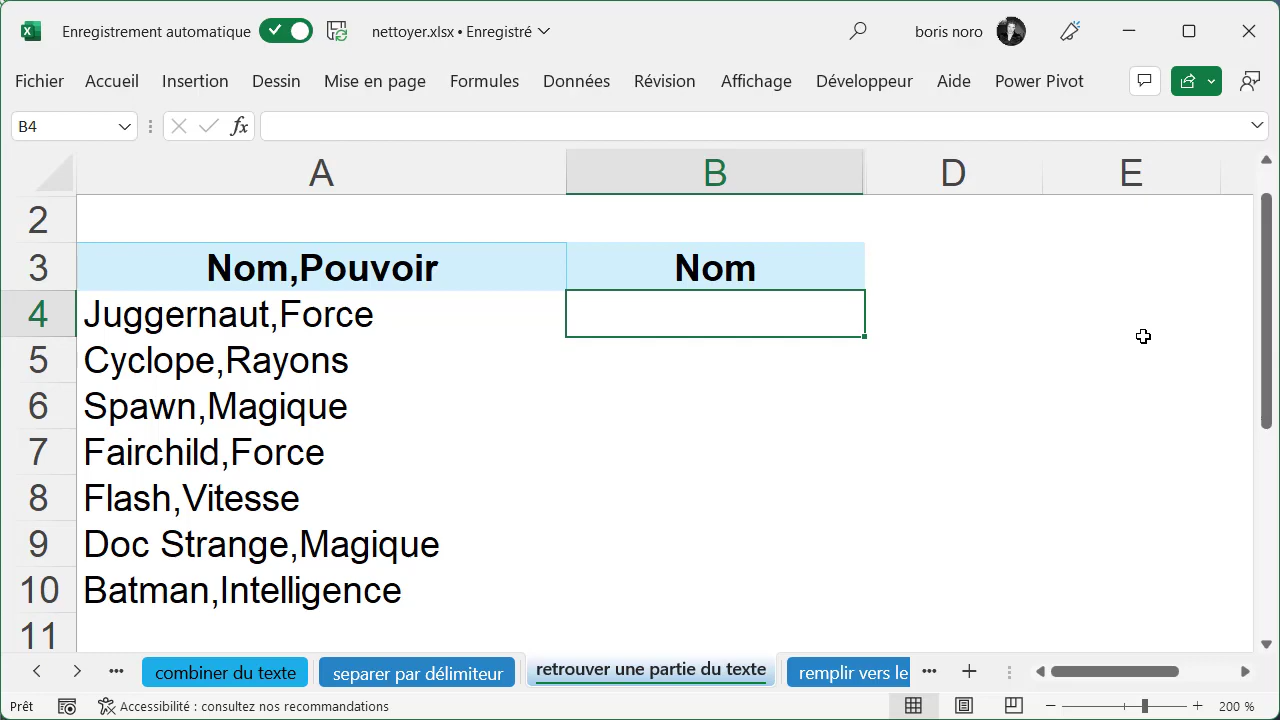 Enregistrement automatique nettoyer.xlsx • Enregistré boris noro
Fichier Accueil Insertion Dessin Mise en page Formules Données Révision Affichage Développeur Aide Power Pivot
B4 fx
A B D E
2
3 Nom,Pouvoir Nom
4 Juggernaut,Force
5 Cyclope,Rayons
6 Spawn,Magique
7 Fairchild,Force
8 Flash,Vitesse
9 Doc Strange,Magique
10 Batman,Intelligence
11
combiner du texte separer par délimiteur retrouver une partie du texte remplir vers le
Prêt Accessibilité : consultez nos recommandations 200 %